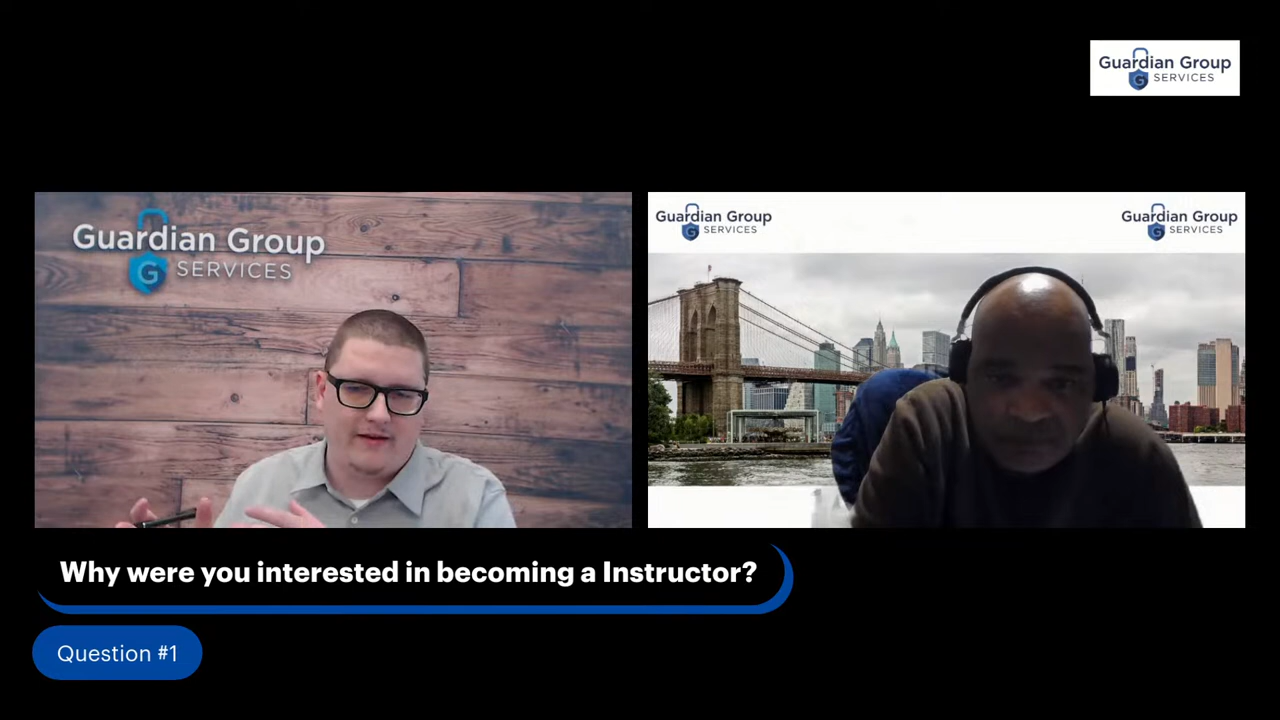 Guardian Group
G SERVICES
Guardian Group
G SERVICES
Guardian Group
G SERVICES
Guardian Group
G SERVICES
Why were you interested in becoming a Instructor?
Question #1